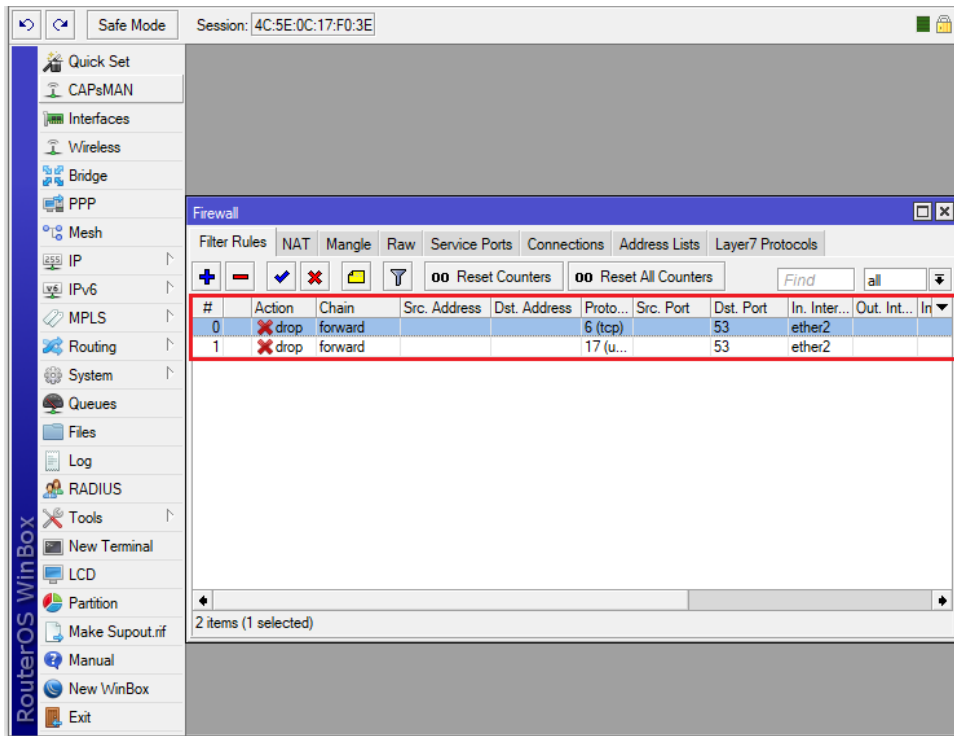 Safe Mode Session: 4C:5E:0C:17:F0:3E
RouterOS WinBox
Quick Set
CAPsMAN
Interfaces
Wireless
Bridge
PPP
Mesh
255 IP
v6 IPv6
MPLS
Routing
System
Queues
Files
Log
RADIUS
Tools
New Terminal
LCD
Partition
Make Supout.rif
Manual
New WinBox
Exit
Firewall
Filter Rules NAT Mangle Raw Service Ports Connections Address Lists Layer7 Protocols
00 Reset Counters 00 Reset All Counters Find all
# Action Chain Src. Address Dst. Address Proto... Src. Port Dst. Port In. Inter... Out. Int... In
0 drop forward 6 (tcp) 53 ether2
1 drop forward 17 (u... 53 ether2
2 items (1 selected)